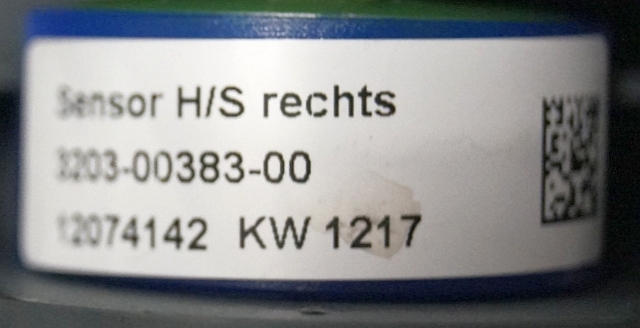 Sensor H/S rechts
3203-00383-00
12074142 KW 1217